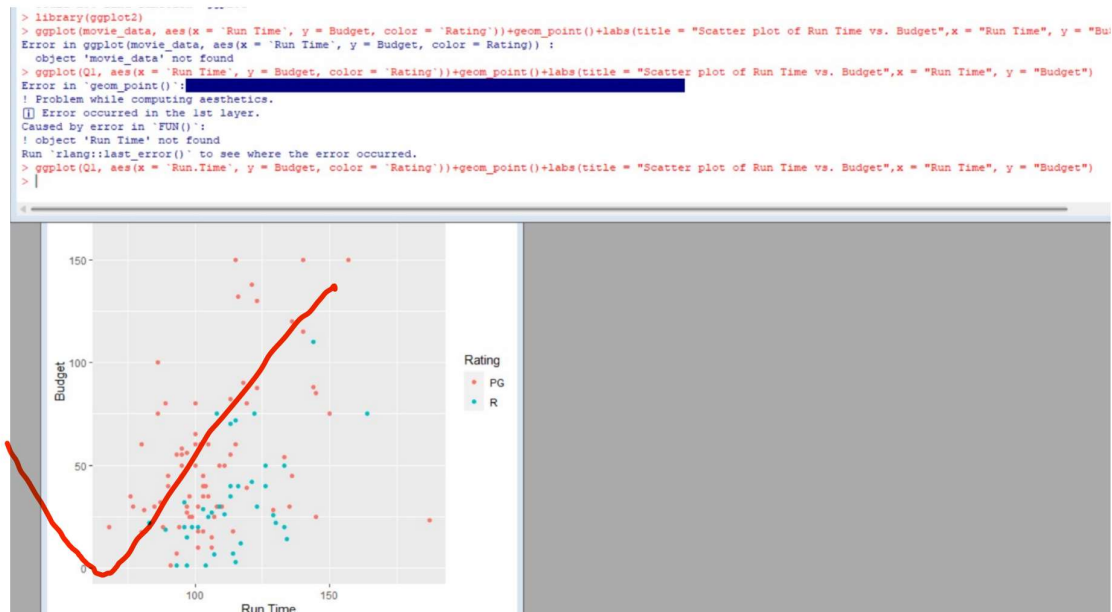 > library(ggplot2)
> ggplot(movie_data, aes(x = `Run Time`, y = Budget, color = `Rating`))+geom_point()+labs(title = "Scatter plot of Run Time vs. Budget",x = "Run Time", y = "Bu
Error in ggplot(movie_data, aes(x = `Run Time`, y = Budget, color = Rating)) :
object 'movie_data' not found
> ggplot(Q1, aes(x = `Run Time`, y = Budget, color = `Rating`))+geom_point()+labs(title = "Scatter plot of Run Time vs. Budget",x = "Run Time", y = "Budget")
Error in `geom_point()`:
! Problem while computing aesthetics.
i Error occurred in the 1st layer.
Caused by error in `FUN()`:
! object 'Run Time' not found
Run `rlang::last_error()` to see where the error occurred.
> ggplot(Q1, aes(x = `Run.Time`, y = Budget, color = `Rating`))+geom_point()+labs(title = "Scatter plot of Run Time vs. Budget",x = "Run Time", y = "Budget")
>
150
100
50
0
Budget
100
150
Run Time
Rating
PG
R